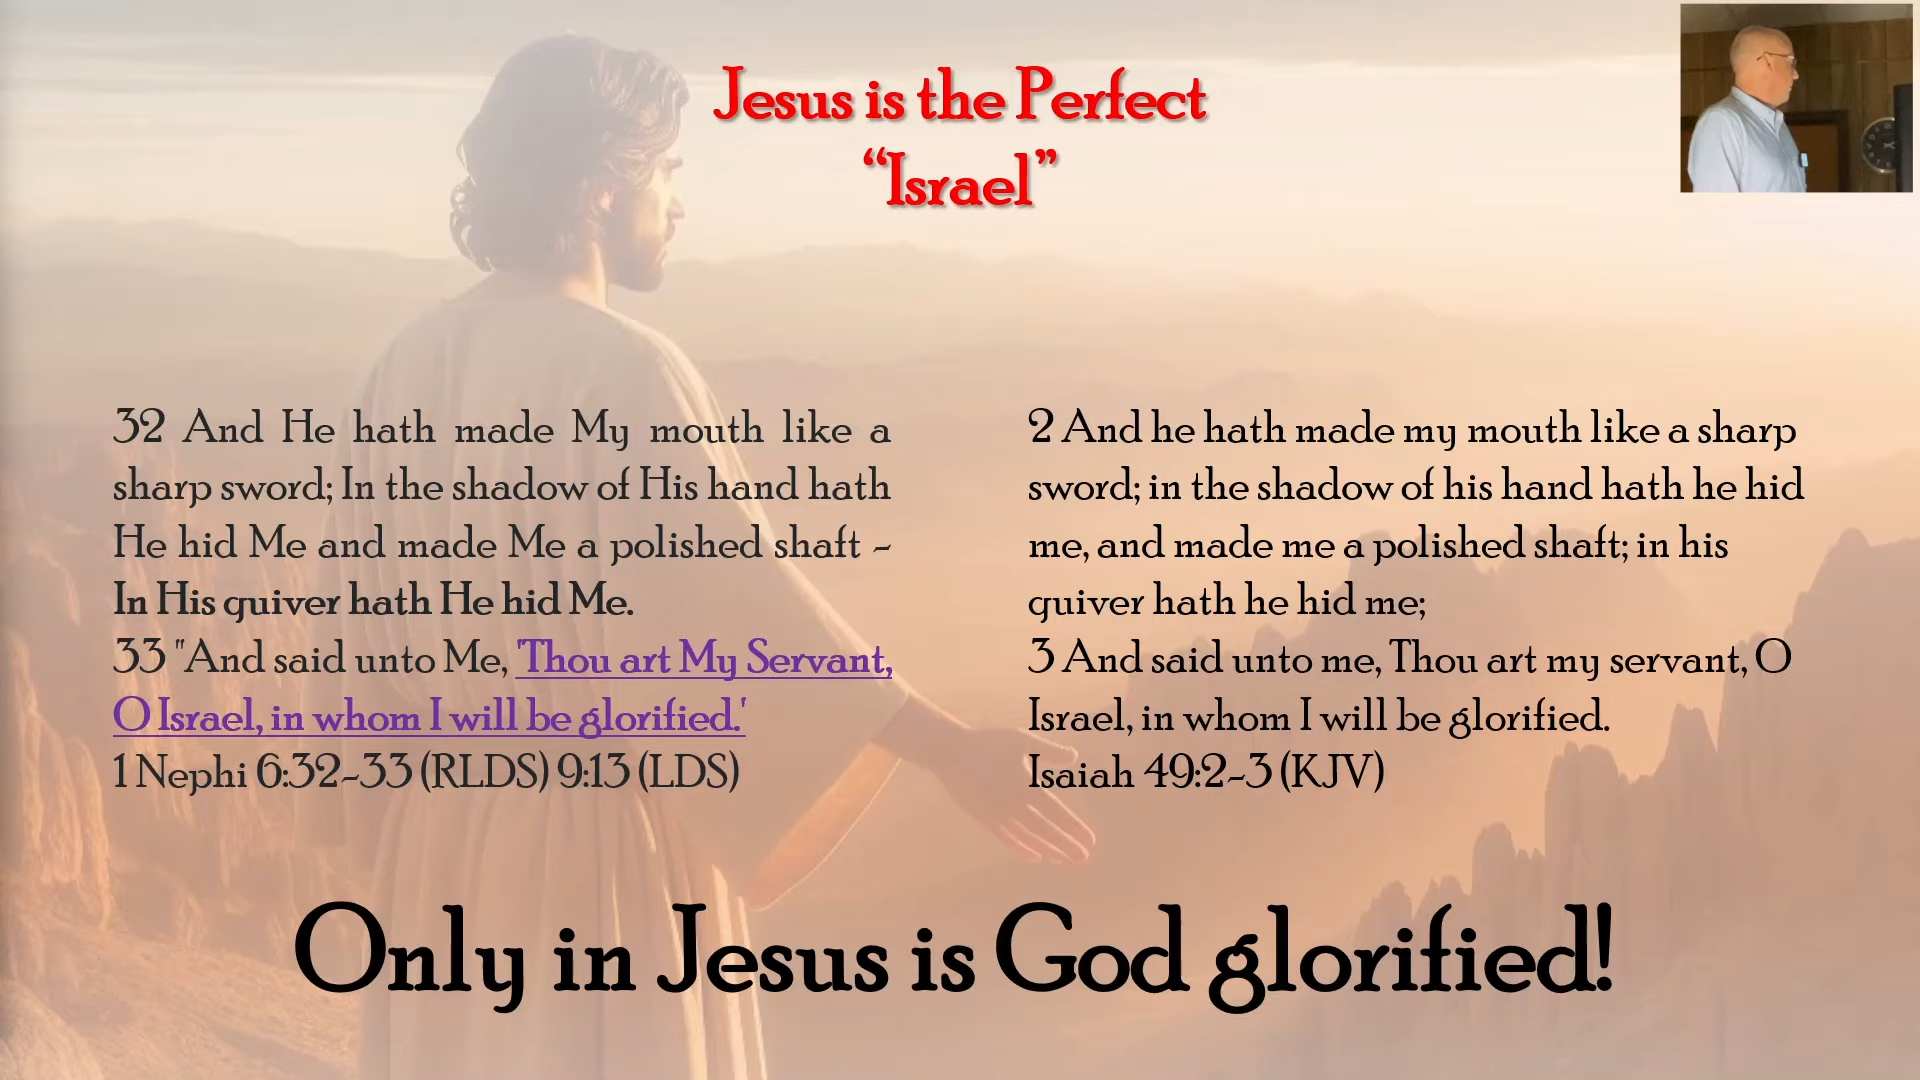 Jesus is the Perfect
“Israel”
32 And He hath made My mouth like a
sharp sword; In the shadow of His hand hath
He hid Me and made Me a polished shaft -
In His quiver hath He hid Me.
33 "And said unto Me, 'Thou art My Servant,
O Israel, in whom I will be glorified.'
1 Nephi 6:32-33 (RLDS) 9:13 (LDS)
2 And he hath made my mouth like a sharp
sword; in the shadow of his hand hath he hid
me, and made me a polished shaft; in his
quiver hath he hid me;
3 And said unto me, Thou art my servant, O
Israel, in whom I will be glorified.
Isaiah 49:2-3 (KJV)
Only in Jesus is God glorified!